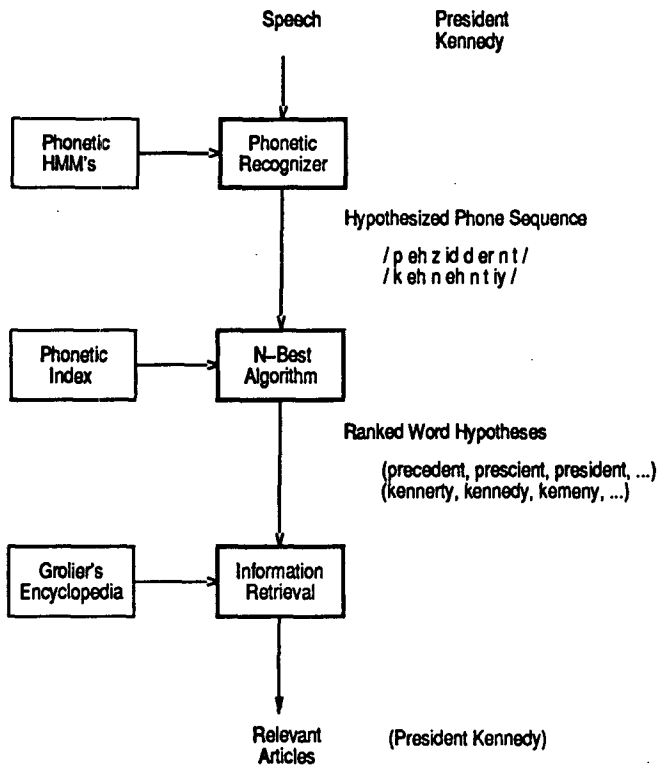 Speech
President
Kennedy
Phonetic
HMM's
Phonetic
Recognizer
Hypothesized Phone Sequence
/ p eh z id d er n t /
/ k eh n eh n t iy /
Phonetic
Index
N-Best
Algorithm
Ranked Word Hypotheses
(precedent, prescient, president, ...)
(kennerty, kennedy, kemeny, ...)
Grolier's
Encyclopedia
Information
Retrieval
Relevant
Articles
(President Kennedy)